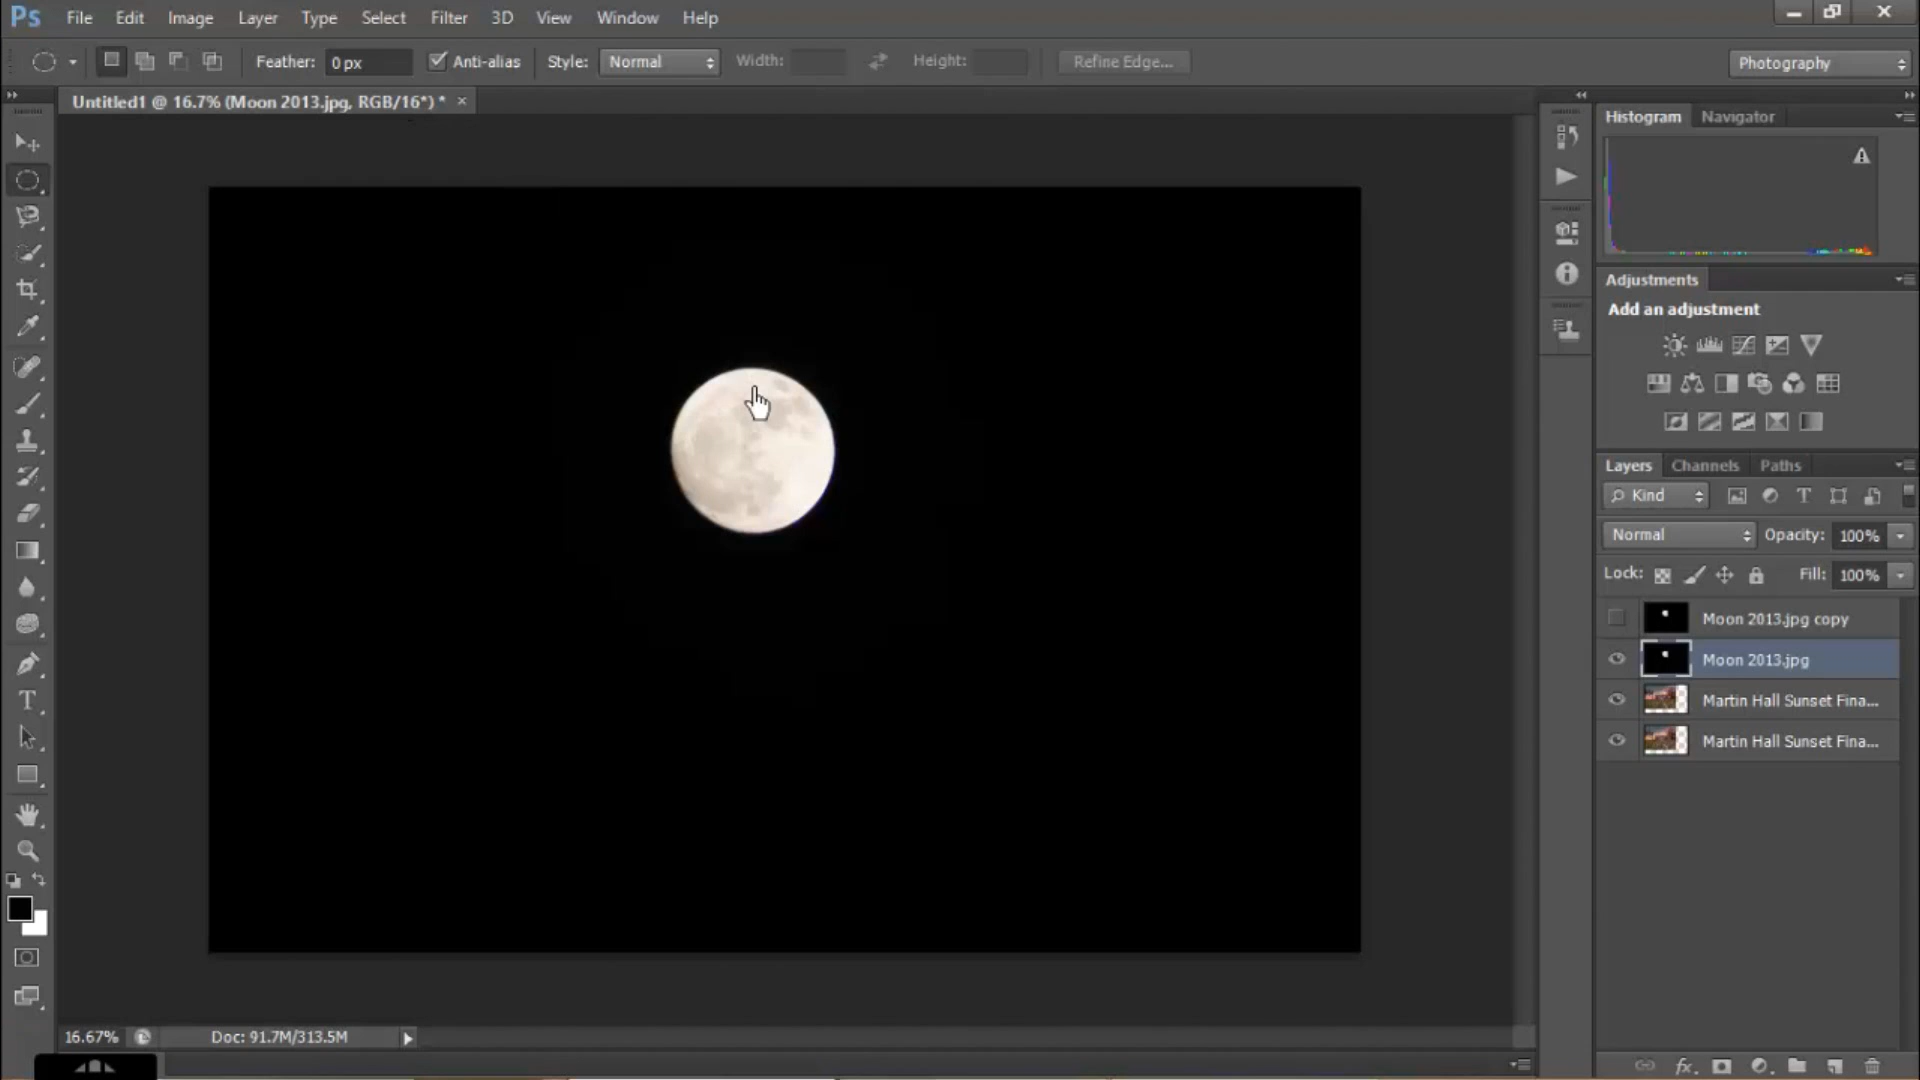 Ps File Edit Image Layer Type Select Filter 3D View Window Help
Feather: 0 px Anti-alias Style: Normal Width: Height: Refine Edge... Photography
Untitled1 @ 16.7% (Moon 2013.jpg, RGB/16*) * ×
Histogram Navigator
Adjustments
Add an adjustment
Layers Channels Paths
Kind
Normal Opacity: 100%
Lock: Fill: 100%
Moon 2013.jpg copy
Moon 2013.jpg
Martin Hall Sunset Fina...
Martin Hall Sunset Fina...
16.67% Doc: 91.7M/313.5M